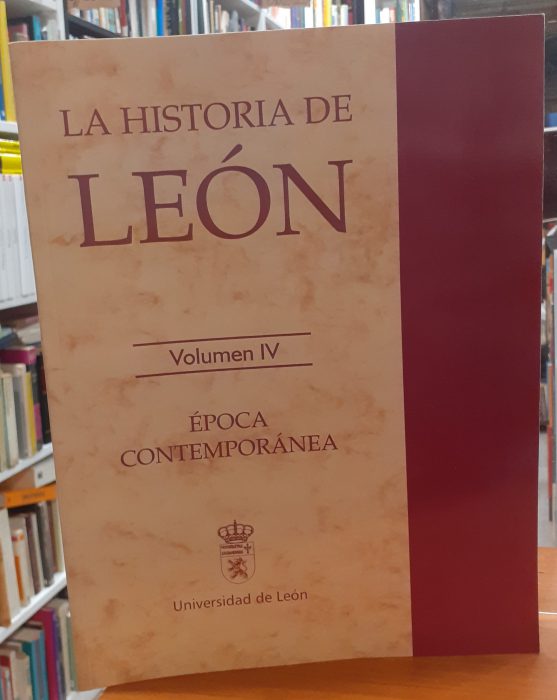 LA HISTORIA DE
LEÓN
Volumen IV
ÉPOCA
CONTEMPORÁNEA
Universidad de León